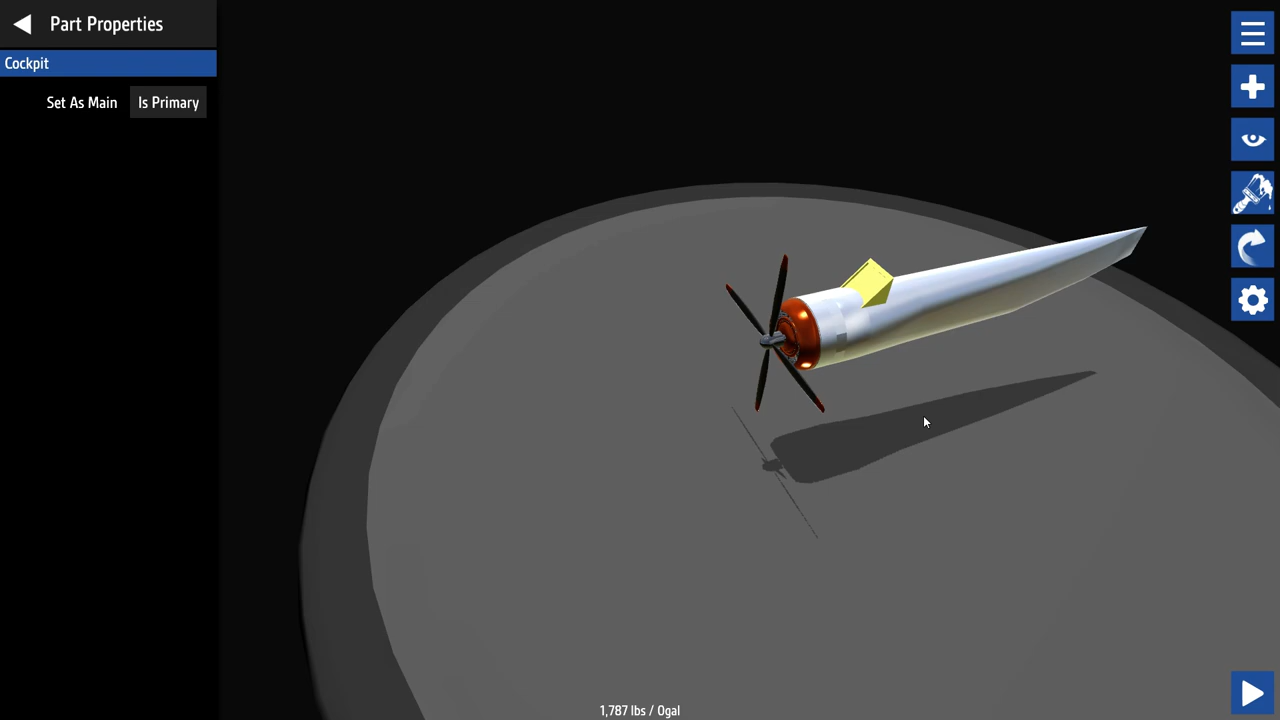 Part Properties
Cockpit
Set As Main
Is Primary
1,787 lbs / 0gal